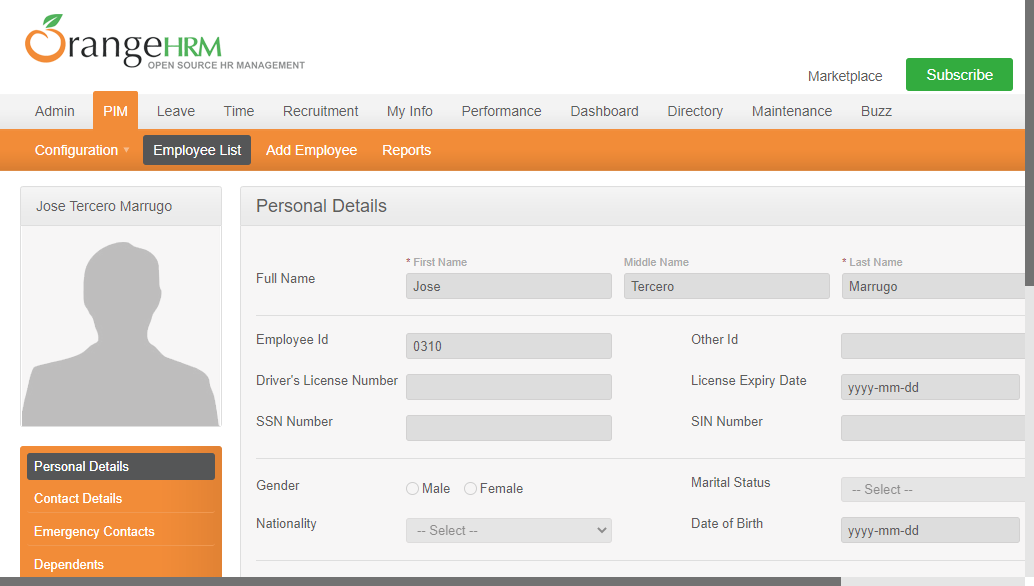 OrangeHRM
OPEN SOURCE HR MANAGEMENT
Marketplace
Subscribe
Admin PIM Leave Time Recruitment My Info Performance Dashboard Directory Maintenance Buzz
Configuration Employee List Add Employee Reports
Jose Tercero Marrugo
Personal Details
* First Name Middle Name * Last Name
Full Name
Jose Tercero Marrugo
Employee Id 0310 Other Id
Driver's License Number License Expiry Date yyyy-mm-dd
SSN Number SIN Number
Gender Male Female Marital Status -- Select --
Nationality -- Select -- Date of Birth yyyy-mm-dd
Personal Details
Contact Details
Emergency Contacts
Dependents